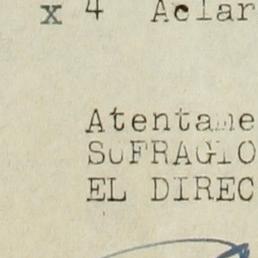 x 4 Aclar
Atentame
SUFRAGIO
EL DIREC